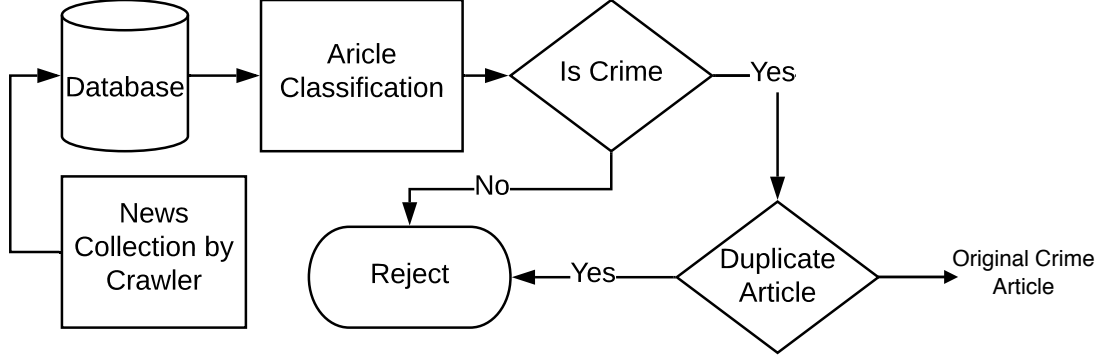 Database
Aricle
Classification
Is Crime
Yes
News
Collection by
Crawler
No
Reject
Yes
Duplicate
Article
Original Crime
Article